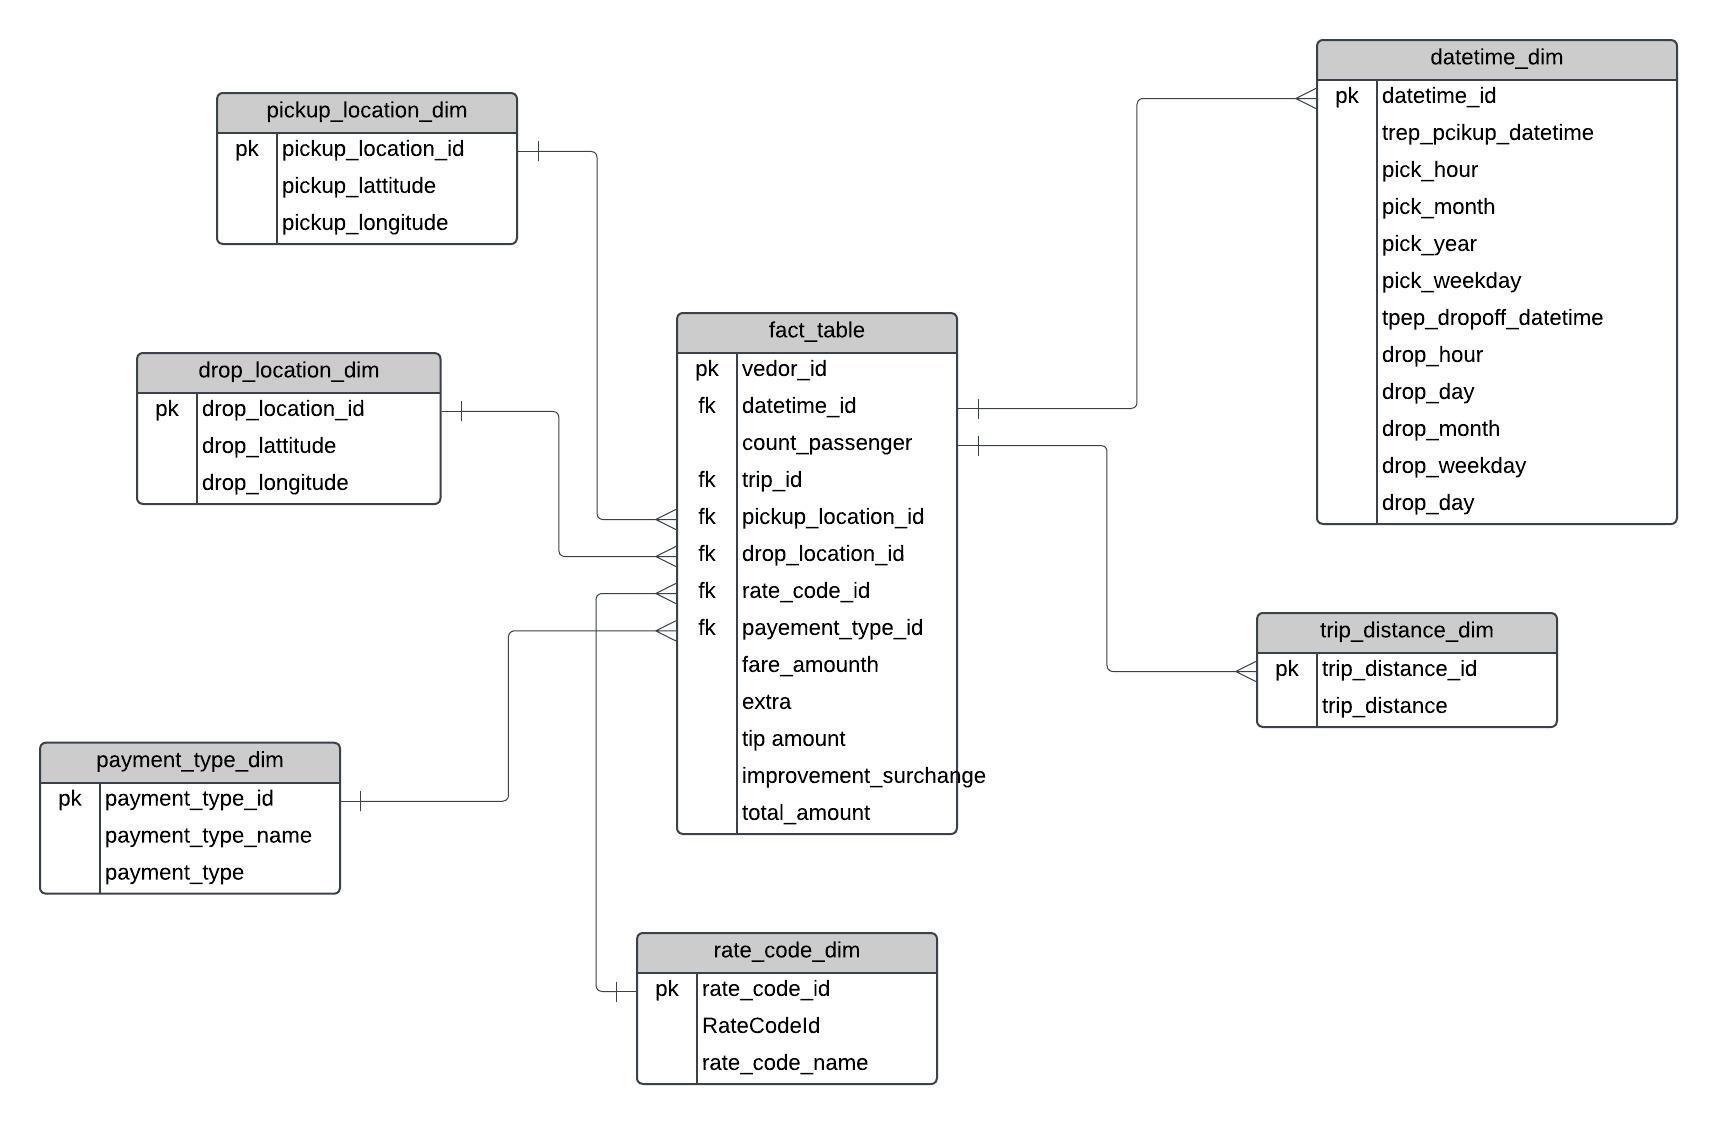 pickup_location_dim
pk pickup_location_id
pickup_lattitude
pickup_longitude
drop_location_dim
pk drop_location_id
drop_lattitude
drop_longitude
payment_type_dim
pk payment_type_id
payment_type_name
payment_type
fact_table
pk vedor_id
fk datetime_id
count_passenger
fk trip_id
fk pickup_location_id
fk drop_location_id
fk rate_code_id
fk payement_type_id
fare_amounth
extra
tip amount
improvement_surchange
total_amount
rate_code_dim
pk rate_code_id
RateCodeId
rate_code_name
datetime_dim
pk datetime_id
trep_pcikup_datetime
pick_hour
pick_month
pick_year
pick_weekday
tpep_dropoff_datetime
drop_hour
drop_day
drop_month
drop_weekday
drop_day
trip_distance_dim
pk trip_distance_id
trip_distance